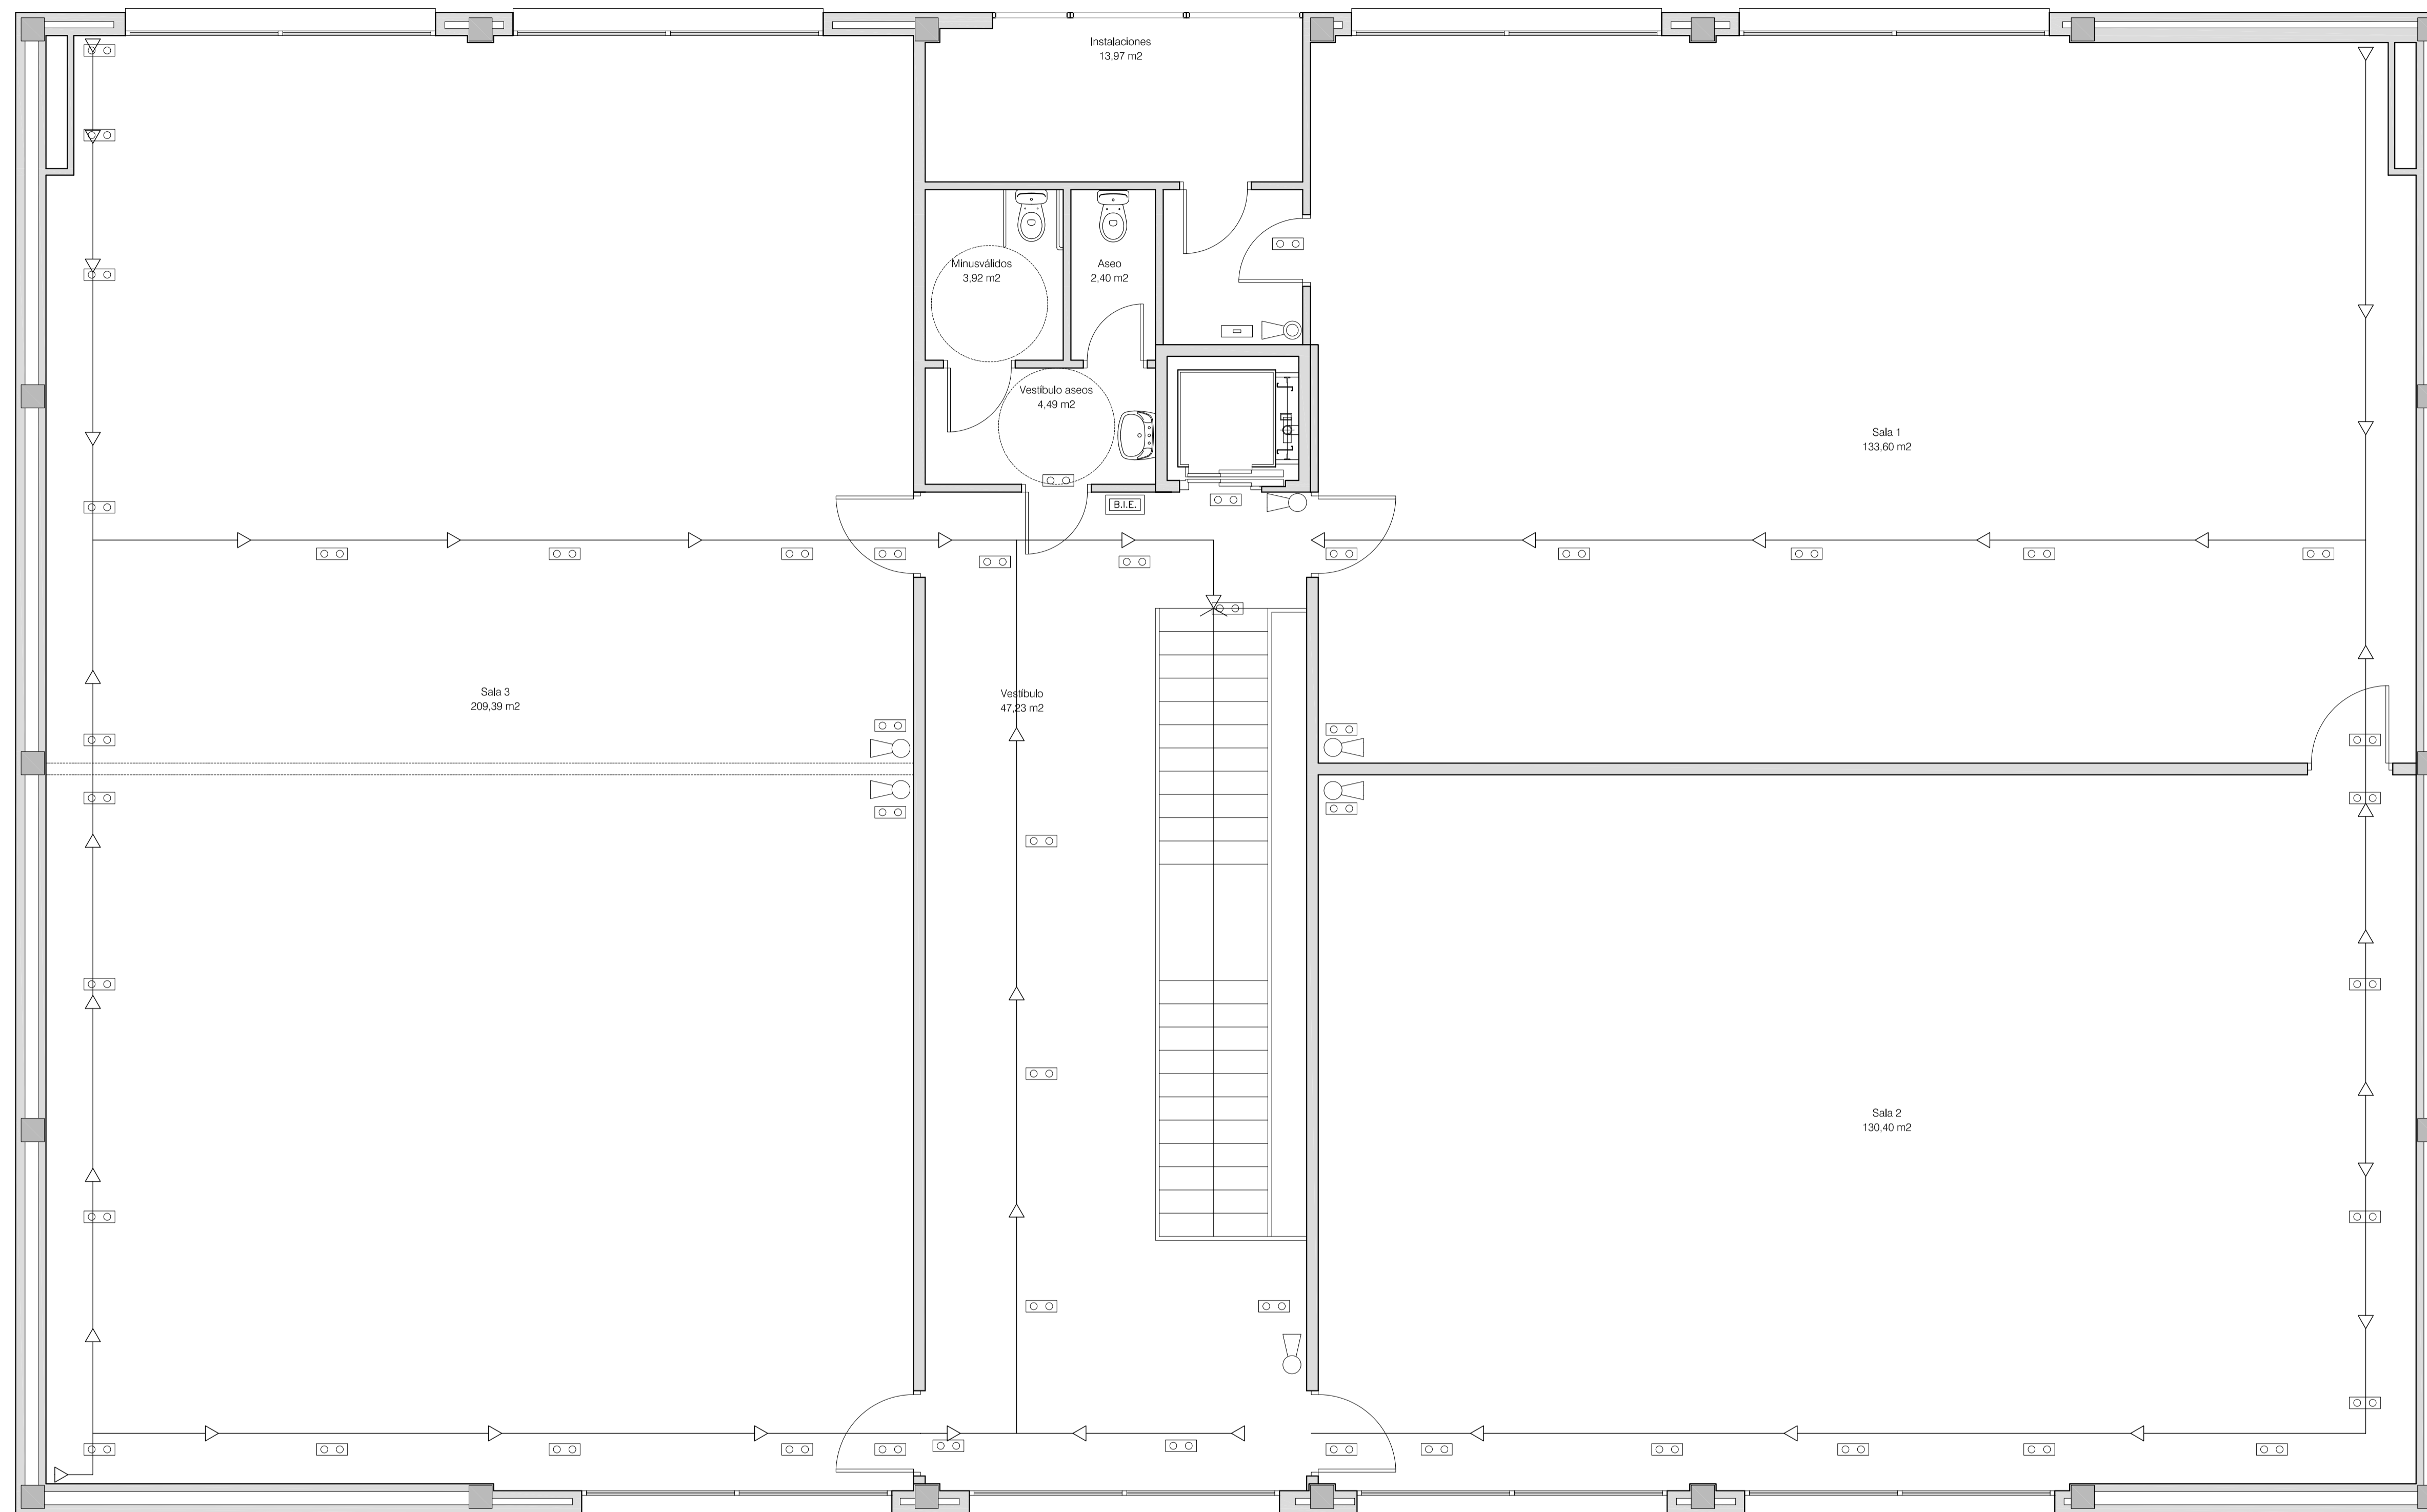 Instalaciones
13,97 m2
Minusválidos
3,92 m2
Aseo
2,40 m2
Vestíbulo aseos
4,49 m2
Sala 1
133,60 m2
B.I.E.
Sala 3
209,39 m2
Vestíbulo
47,23 m2
Sala 2
130,40 m2